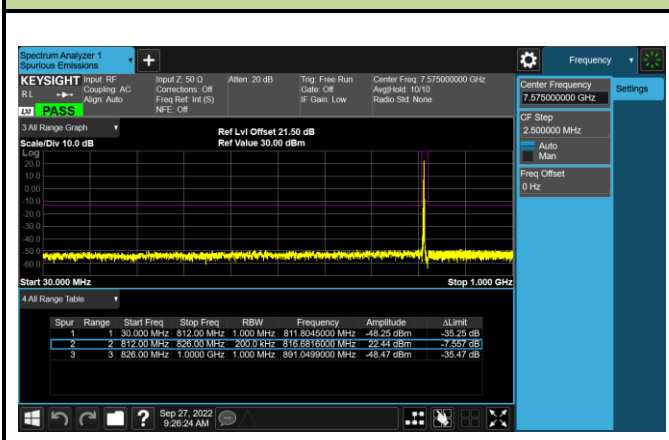 Spectrum Analyzer 1
Spurious Emissions
+
Frequency
KEYSIGHT Input: RF Input Z: 50 Ω Atten: 20 dB Trig: Free Run Center Freq: 7.575000000 GHz
RL Coupling: AC Corrections: Off Gate: Off Avg|Hold: 10/10
Align: Auto Freq Ref: Int (S) IF Gain: Low Radio Std: None
LXI PASS NFE: Off
Center Frequency
7.575000000 GHz
Settings
CF Step
2.500000 MHz
Auto
Man
Freq Offset
0 Hz
3 All Range Graph
Ref Lvl Offset 21.50 dB
Scale/Div 10.0 dB Ref Value 30.00 dBm
Log
20.0
10.0
0.00
-10.0
-20.0
-30.0
-40.0
-50.0
-60.0
Start 30.000 MHz Stop 1.000 GHz
4 All Range Table
Spur Range Start Freq Stop Freq RBW Frequency Amplitude ΔLimit
1 1 30.000 MHz 812.00 MHz 1.000 MHz 811.8045000 MHz -48.25 dBm -35.25 dB
2 2 812.00 MHz 826.00 MHz 200.0 kHz 816.6816000 MHz 22.44 dBm -7.557 dB
3 3 826.00 MHz 1.0000 GHz 1.000 MHz 891.0499000 MHz -48.47 dBm -35.47 dB
? Sep 27, 2022
9:26:24 AM